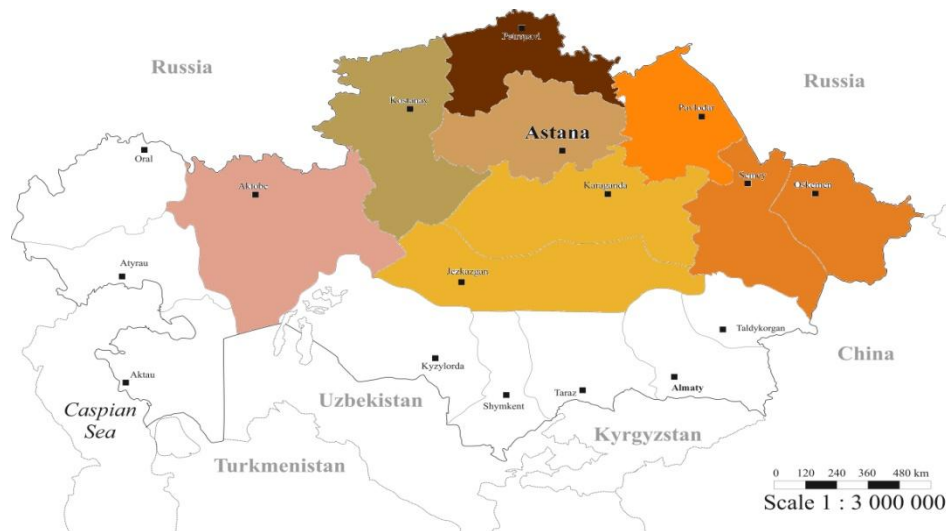 Russia
Petropavl
Russia
Kostanay
Pavlodar
Astana
Oral
Aktobe
Karaganda
Semey
Oskemen
Atyrau
Jezkazgan
Taldykorgan
China
Kyzylorda
Aktau
Almaty
Uzbekistan
Shymkent
Taraz
Caspian
Sea
Kyrgyzstan
Turkmenistan
0 120 240 360 480 km
Scale 1 : 3 000 000